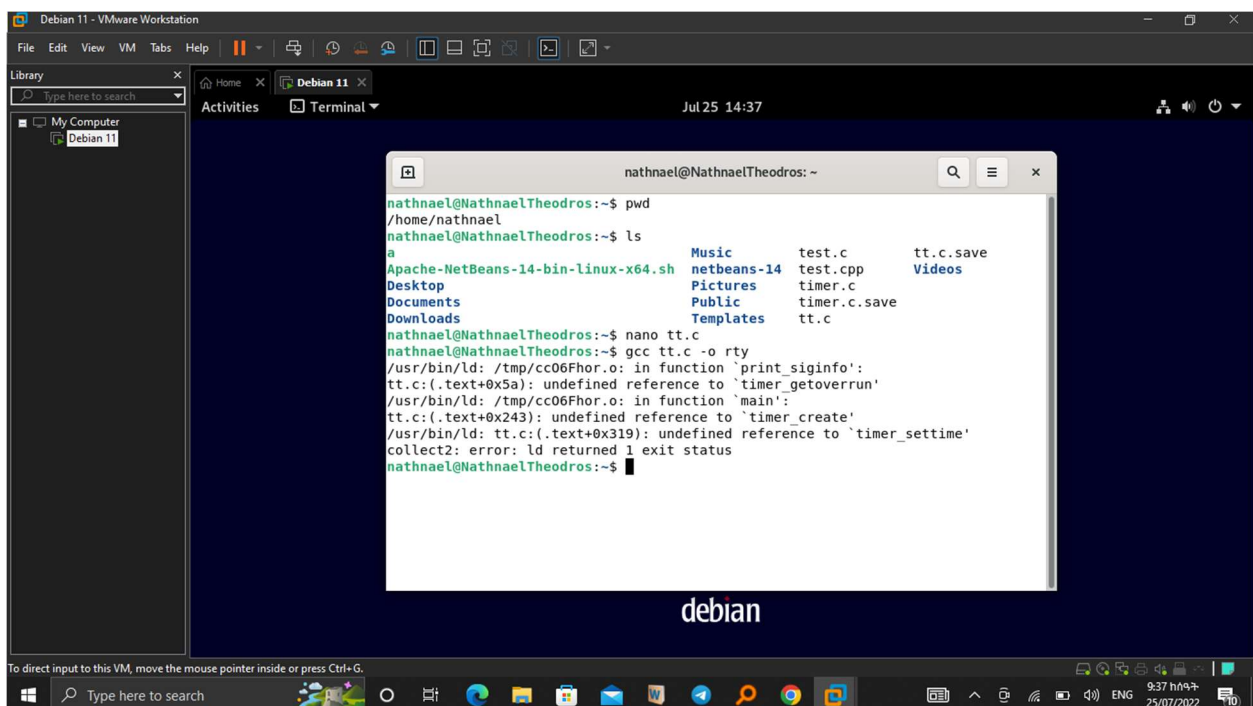 Debian 11 - VMware Workstation
File Edit View VM Tabs Help
Library
Type here to search
My Computer
Debian 11
Home
Debian 11
Activities
Terminal
Jul 25 14:37
nathnael@NathnaelTheodros: ~
nathnael@NathnaelTheodros:~$ pwd
/home/nathnael
nathnael@NathnaelTheodros:~$ ls
a Music test.c tt.c.save
Apache-NetBeans-14-bin-linux-x64.sh netbeans-14 test.cpp Videos
Desktop Pictures timer.c
Documents Public timer.c.save
Downloads Templates tt.c
nathnael@NathnaelTheodros:~$ nano tt.c
nathnael@NathnaelTheodros:~$ gcc tt.c -o rty
/usr/bin/ld: /tmp/ccO6Fhor.o: in function `print_siginfo':
tt.c:(.text+0x5a): undefined reference to `timer_getoverrun'
/usr/bin/ld: /tmp/ccO6Fhor.o: in function `main':
tt.c:(.text+0x243): undefined reference to `timer_create'
/usr/bin/ld: tt.c:(.text+0x319): undefined reference to `timer_settime'
collect2: error: ld returned 1 exit status
nathnael@NathnaelTheodros:~$
debian
To direct input to this VM, move the mouse pointer inside or press Ctrl+G.
Type here to search
ENG
9:37
25/07/2022
10